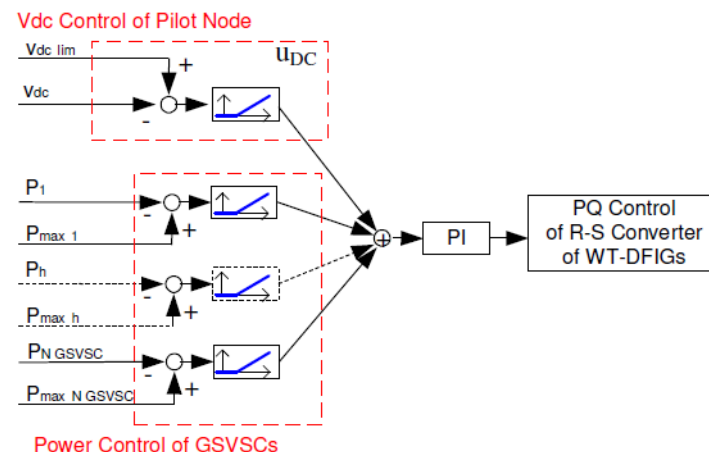 Vdc Control of Pilot Node
Vdc lim
+
uDC
Vdc
-
P1
-
Pmax 1
+
Ph
-
Pmax h
+
PN GSVSC
-
Pmax N GSVSC
+
+
PI
PQ Control
of R-S Converter
of WT-DFIGs
Power Control of GSVSCs